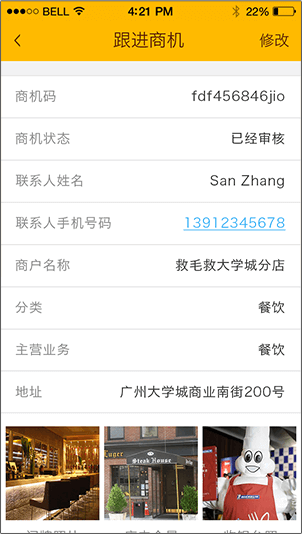 BELL 4:21 PM 22%
跟进商机 修改
商机码 fdf456846jio
商机状态 已经审核
联系人姓名 San Zhang
联系人手机号码 13912345678
商户名称 救毛救大学城分店
分类 餐饮
主营业务 餐饮
地址 广州大学城商业南街200号
Steak House
MICHELIN